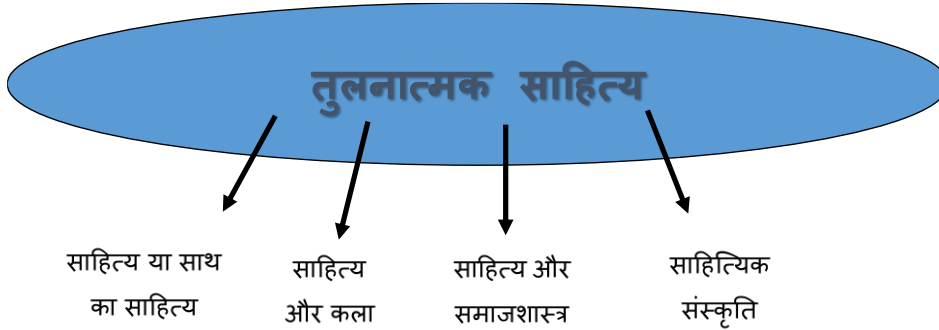 तुलनात्मक साहित्य
साहित्य या साथ
का साहित्य
साहित्य
और कला
साहित्य और
समाजशास्त्र
साहित्यिक
संस्कृति